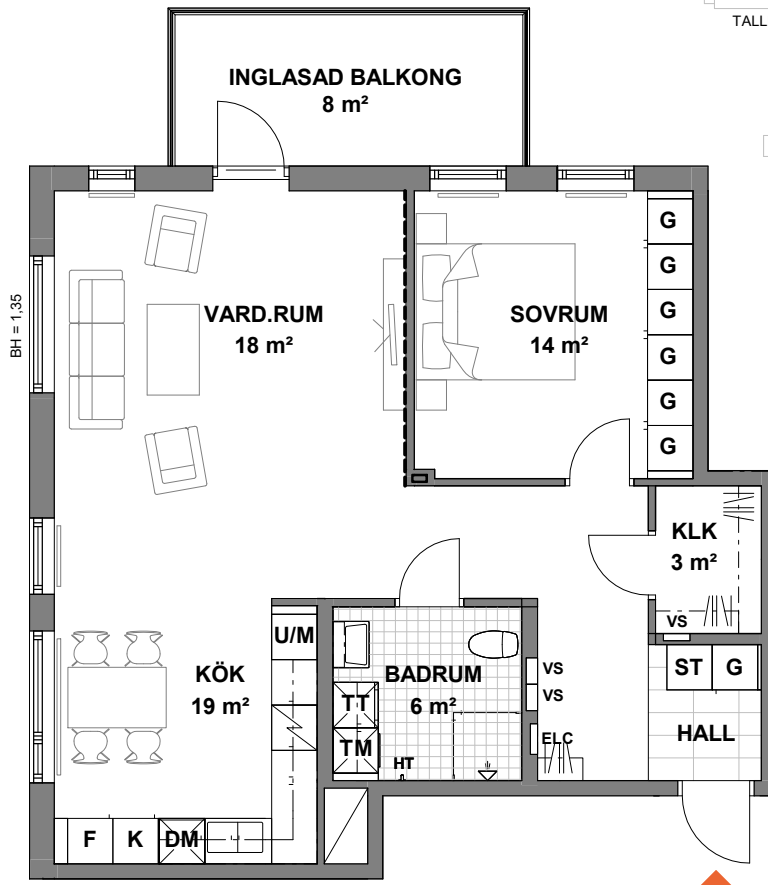 TALL
INGLASAD BALKONG
8 m²
BH = 1,35
VARD.RUM
18 m²
SOVRUM
14 m²
G
G
G
G
G
G
KLK
3 m²
VS
U/M
KÖK
19 m²
BADRUM
6 m²
TT
TM
HT
VS
VS
ELC
ST
G
HALL
F
K
DM